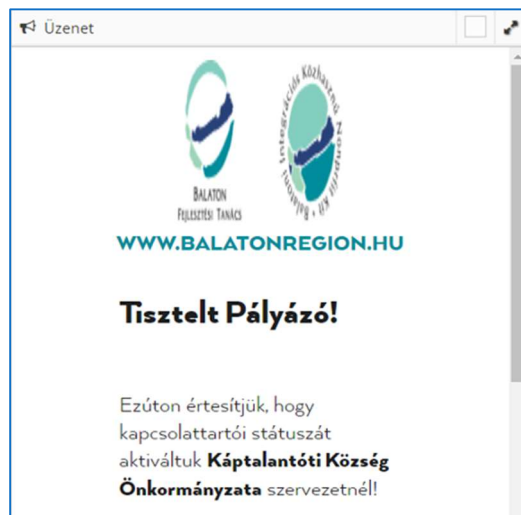 Üzenet
BALATON
FEJLESZTÉSI TANÁCS
Balatoni Integrációs Közhasznú Nonprofit Kft.
WWW.BALATONREGION.HU
Tisztelt Pályázó!
Ezúton értesítjük, hogy
kapcsolattartói státuszát
aktiváltuk Káptalantóti Község
Önkormányzata szervezetnél!